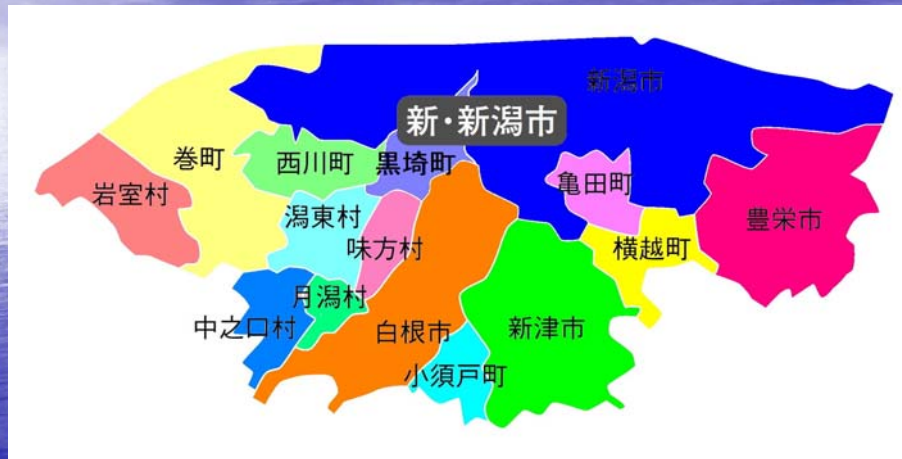 新潟市
新・新潟市
巻町
西川町
黒埼町
亀田町
岩室村
潟東村
味方村
横越町
豊栄市
月潟村
中之口村
白根市
新津市
小須戸町